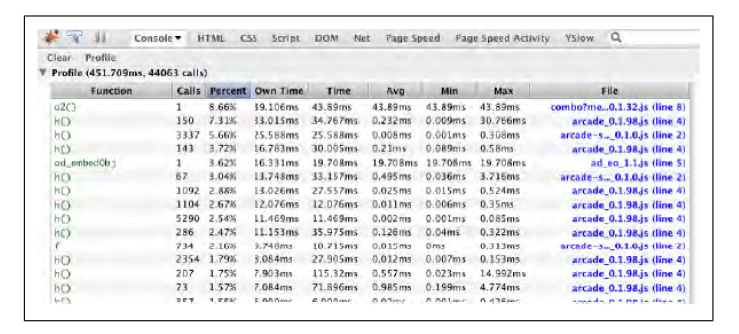 Console HTML CSS Script DOM Net Page Speed Page Speed Activity YSlow
Clear Profile
Profile (451.709ms, 44063 calls)
Function Calls Percent Own Time Time Avg Min Max File
o2() 1 8.66% 39.106ms 43.89ms 43.89ms 43.89ms 43.89ms combo?me...0.1.32.js (line 8)
h() 150 7.31% 33.015ms 34.767ms 0.232ms 0.009ms 30.766ms arcade_0.1.98.js (line 4)
h() 3337 5.66% 25.588ms 25.588ms 0.008ms 0.001ms 0.308ms arcade-s..._0.1.0.js (line 2)
h() 143 3.72% 16.783ms 30.005ms 0.21ms 0.089ms 0.58ms arcade_0.1.98.js (line 4)
ad_embedObj 1 3.62% 16.331ms 19.708ms 19.708ms 19.708ms 19.708ms ad_eo_1.1.js (line 5)
h() 67 3.04% 13.748ms 33.157ms 0.495ms 0.036ms 3.716ms arcade-s..._0.1.0.js (line 2)
h() 1092 2.88% 13.026ms 27.557ms 0.025ms 0.015ms 0.524ms arcade_0.1.98.js (line 4)
h() 1104 2.67% 12.076ms 12.076ms 0.011ms 0.006ms 0.35ms arcade_0.1.98.js (line 4)
h() 5290 2.54% 11.469ms 11.469ms 0.002ms 0.001ms 0.085ms arcade_0.1.98.js (line 4)
h() 286 2.47% 11.153ms 35.975ms 0.126ms 0.04ms 0.322ms arcade_0.1.98.js (line 4)
f 734 2.16% 9.748ms 10.715ms 0.015ms 0ms 0.313ms arcade-s..._0.1.0.js (line 2)
h() 2354 1.79% 8.084ms 27.905ms 0.012ms 0.007ms 0.153ms arcade_0.1.98.js (line 4)
h() 207 1.75% 7.903ms 115.32ms 0.557ms 0.023ms 14.992ms arcade_0.1.98.js (line 4)
h() 73 1.57% 7.084ms 71.896ms 0.985ms 0.199ms 4.774ms arcade_0.1.98.js (line 4)
h() 357 1.55%